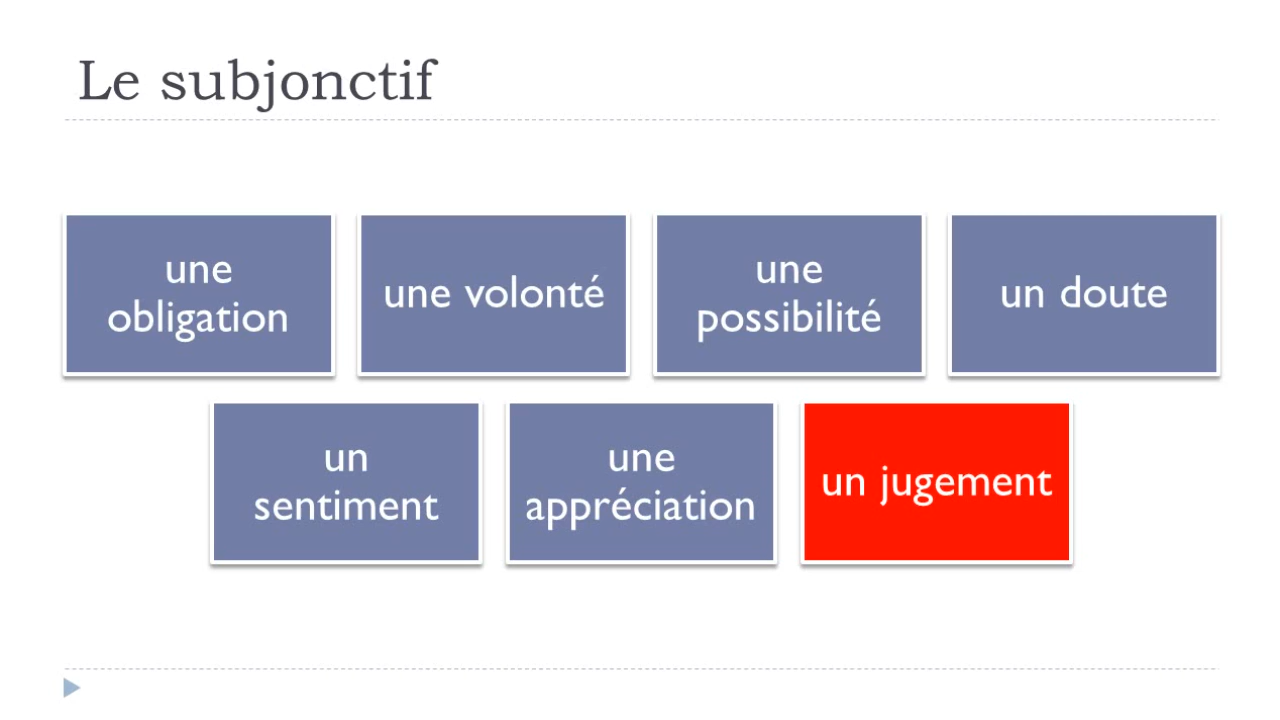 Le subjonctif
une
obligation
une volonté
une
possibilité
un doute
un
sentiment
une
appréciation
un jugement